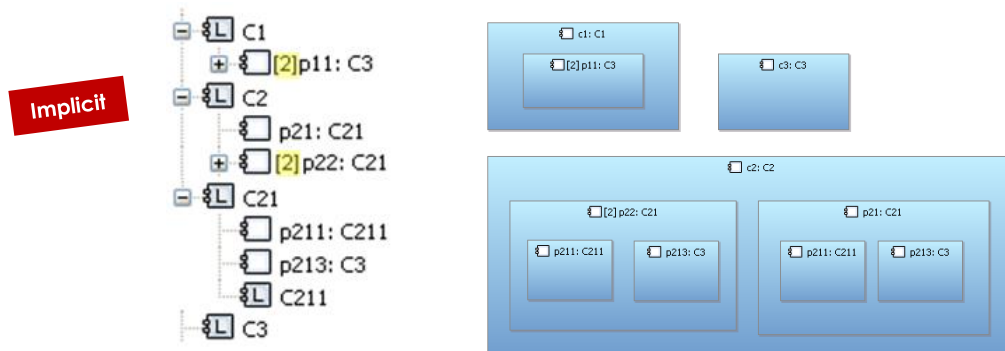 Implicit
C1
[2]p11: C3
C2
p21: C21
[2]p22: C21
C21
p211: C211
p213: C3
C211
C3
c1: C1
[2] p11: C3
c3: C3
c2: C2
[2] p22: C21
p211: C211
p213: C3
p21: C21
p211: C211
p213: C3